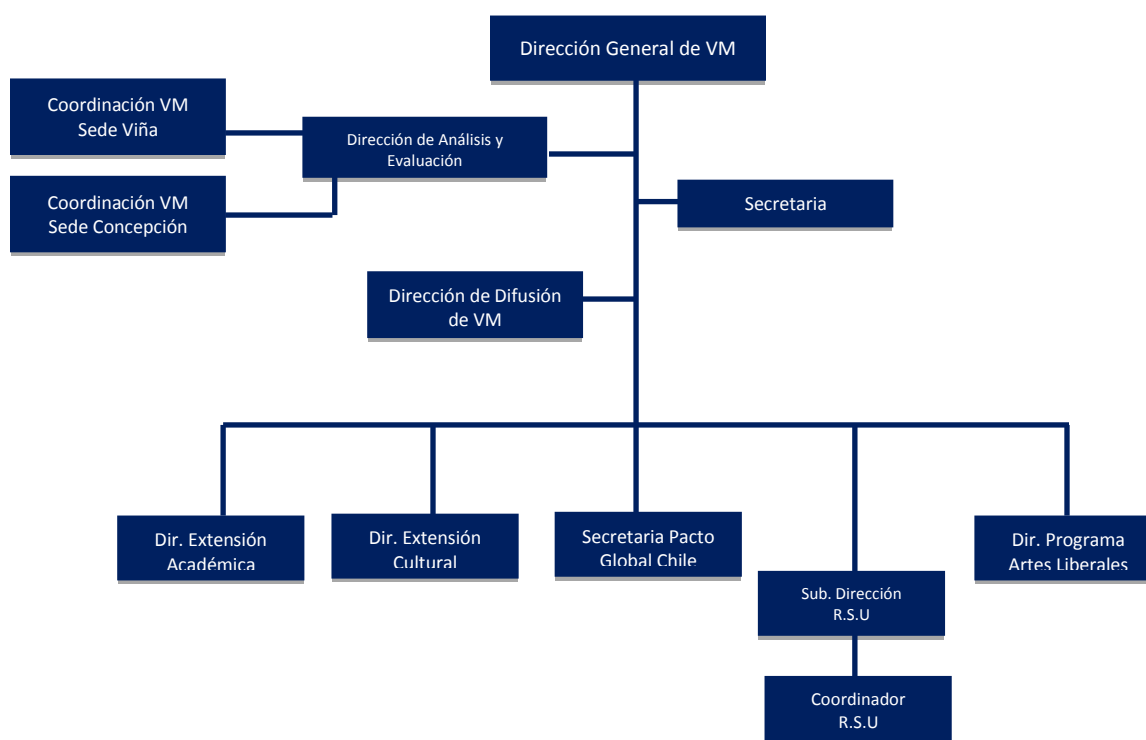 Dirección General de VM
Coordinación VM
Sede Viña
Dirección de Análisis y
Evaluación
Coordinación VM
Sede Concepción
Secretaria
Dirección de Difusión
de VM
Dir. Extensión
Académica
Dir. Extensión
Cultural
Secretaria Pacto
Global Chile
Sub. Dirección
R.S.U
Dir. Programa
Artes Liberales
Coordinador
R.S.U